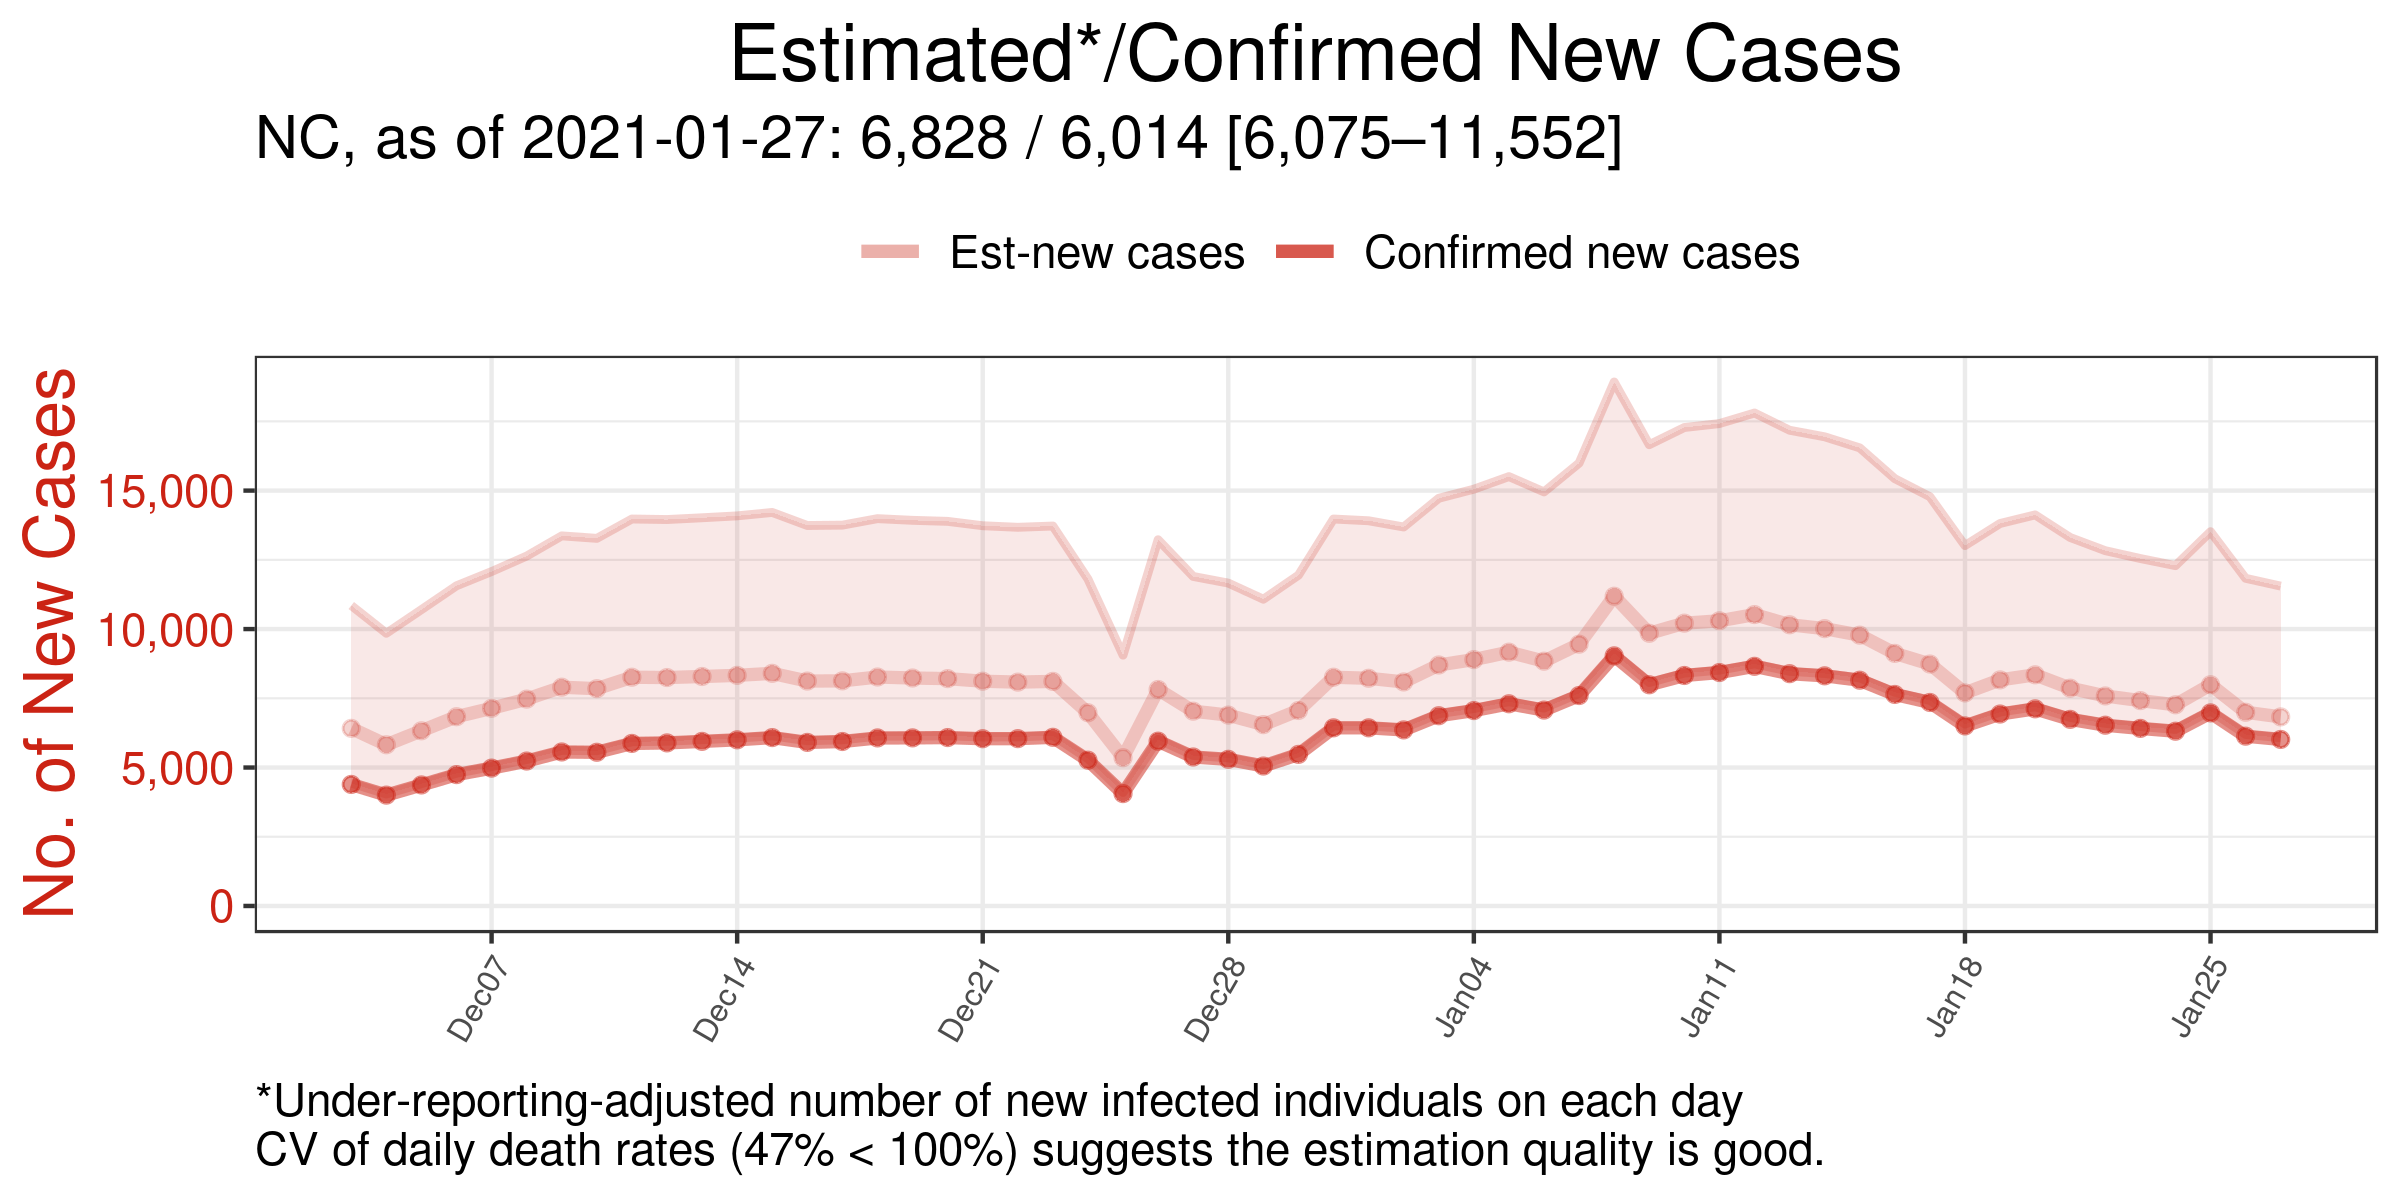 Estimated*/Confirmed New Cases
NC, as of 2021-01-27: 6,828 / 6,014 [6,075–11,552]
Est-new cases
Confirmed new cases
No. of New Cases
15,000
10,000
5,000
0
Dec07
Dec14
Dec21
Dec28
Jan04
Jan11
Jan18
Jan25
*Under-reporting-adjusted number of new infected individuals on each day
CV of daily death rates (47% < 100%) suggests the estimation quality is good.